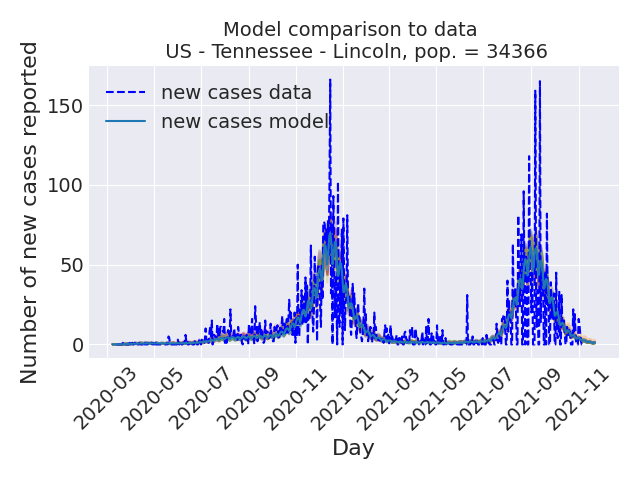 Model comparison to data
US - Tennessee - Lincoln, pop. = 34366
Number of new cases reported
150
100
50
0
new cases data
new cases model
2020-03
2020-05
2020-07
2020-09
2020-11
2021-01
2021-03
2021-05
2021-07
2021-09
2021-11
Day